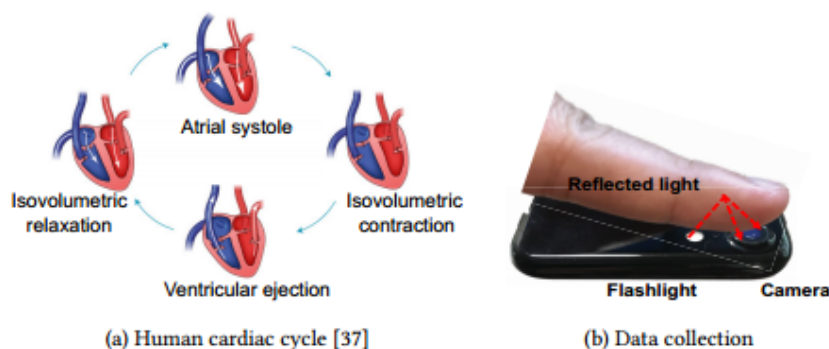 Atrial systole
Isovolumetric
relaxation
Isovolumetric
contraction
Ventricular ejection
(a) Human cardiac cycle [37]
Reflected light
Flashlight
Camera
(b) Data collection